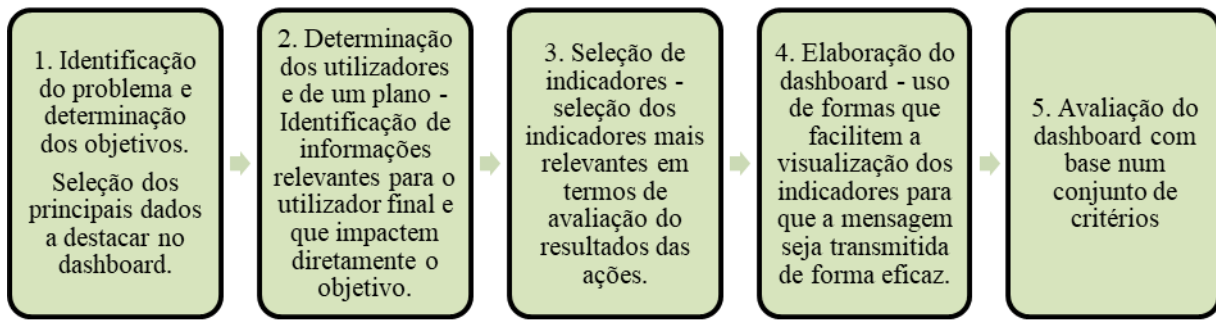 1. Identificação
do problema e
determinação
dos objetivos.
Seleção dos
principais dados
a destacar no
dashboard.
2. Determinação
dos utilizadores
e de um plano -
Identificação de
informações
relevantes para o
utilizador final e
que impactem
diretamente o
objetivo.
3. Seleção de
indicadores -
seleção dos
indicadores mais
relevantes em
termos de
avaliação do
resultados das
ações.
4. Elaboração do
dashboard - uso
de formas que
facilitem a
visualização dos
indicadores para
que a mensagem
seja transmitida
de forma eficaz.
5. Avaliação do
dashboard com
base num
conjunto de
critérios